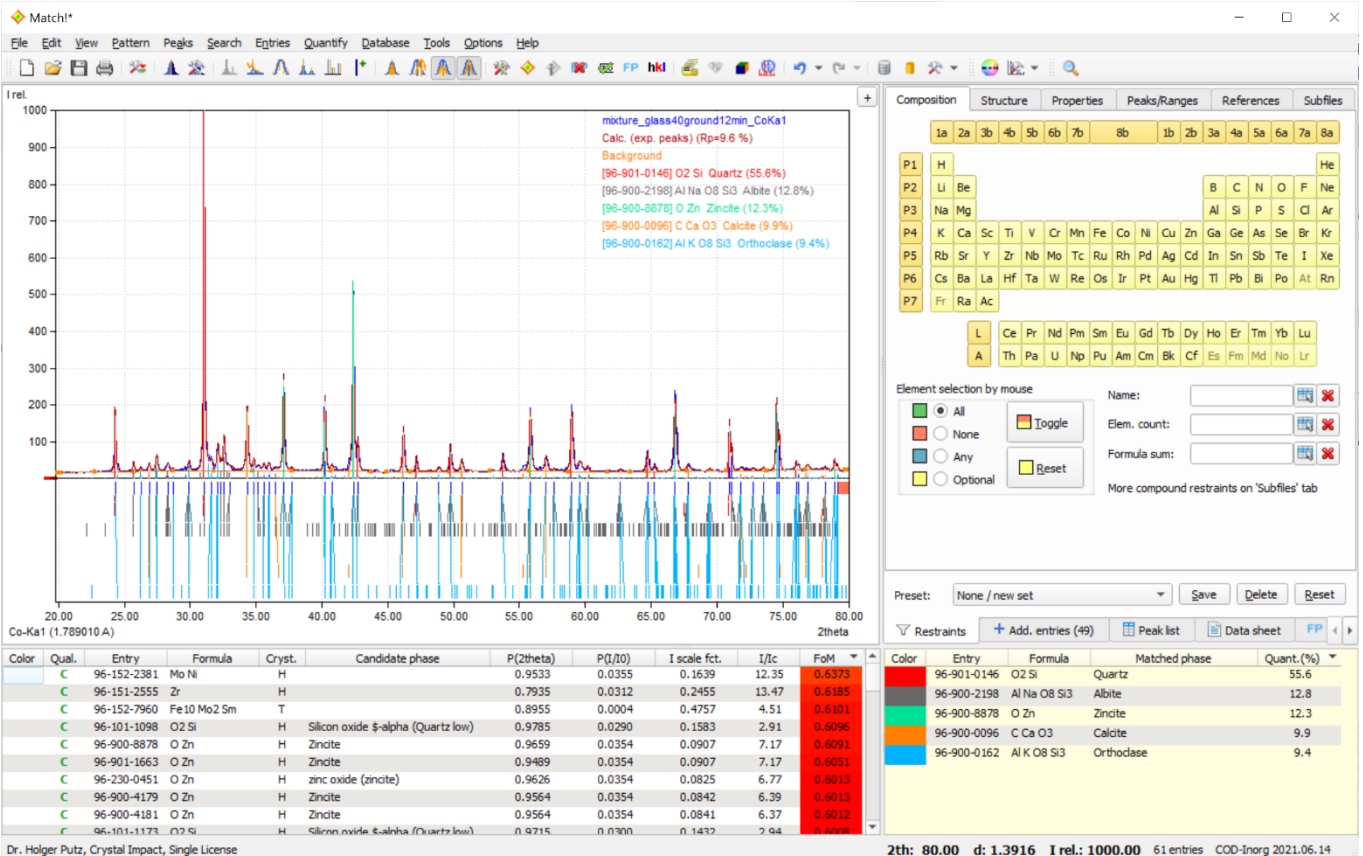 Match!*
File Edit View Pattern Peaks Search Entries Quantify Database Tools Options Help
FP hkl
I rel.
+
1000
900
800
700
600
500
400
300
200
100
mixture_glass40ground12min_CoKa1
Calc. (exp. peaks) (Rp=9.6 %)
Background
[96-901-0146] O2 Si Quartz (55.6%)
[96-900-2198] Al Na O8 Si3 Albite (12.8%)
[96-900-8878] O Zn Zincite (12.3%)
[96-900-0096] C Ca O3 Calcite (9.9%)
[96-900-0162] Al K O8 Si3 Orthoclase (9.4%)
20.00 25.00 30.00 35.00 40.00 45.00 50.00 55.00 60.00 65.00 70.00 75.00 80.00
Co-Ka1 (1.789010 A) 2theta
Composition Structure Properties Peaks/Ranges References Subfiles
1a 2a 3b 4b 5b 6b 7b 8b 1b 2b 3a 4a 5a 6a 7a 8a
P1 H He
P2 Li Be B C N O F Ne
P3 Na Mg Al Si P S Cl Ar
P4 K Ca Sc Ti V Cr Mn Fe Co Ni Cu Zn Ga Ge As Se Br Kr
P5 Rb Sr Y Zr Nb Mo Tc Ru Rh Pd Ag Cd In Sn Sb Te I Xe
P6 Cs Ba La Hf Ta W Re Os Ir Pt Au Hg Tl Pb Bi Po At Rn
P7 Fr Ra Ac
L Ce Pr Nd Pm Sm Eu Gd Tb Dy Ho Er Tm Yb Lu
A Th Pa U Np Pu Am Cm Bk Cf Es Fm Md No Lr
Element selection by mouse
All
None
Any
Optional
Toggle
Reset
Name:
Elem. count:
Formula sum:
More compound restraints on 'Subfiles' tab
Preset: None / new set Save Delete Reset
Restraints Add. entries (49) Peak list Data sheet FP
Color Qual. Entry Formula Cryst. Candidate phase P(2theta) P(I/I0) I scale fct. I/Ic FoM
C 96-152-2381 Mo Ni H 0.9533 0.0355 0.1639 12.35 0.6373
C 96-151-2555 Zr H 0.7935 0.0312 0.2455 13.47 0.6185
C 96-152-7960 Fe10 Mo2 Sm T 0.8955 0.0004 0.4757 4.51 0.6101
C 96-101-1098 O2 Si H Silicon oxide $-alpha (Quartz low) 0.9785 0.0290 0.1583 2.91 0.6096
C 96-900-8878 O Zn H Zincite 0.9659 0.0354 0.0907 7.17 0.6091
C 96-901-1663 O Zn H Zincite 0.9489 0.0354 0.0907 7.17 0.6051
C 96-230-0451 O Zn H zinc oxide (zincite) 0.9626 0.0354 0.0825 6.77 0.6013
C 96-900-4179 O Zn H Zincite 0.9564 0.0354 0.0842 6.39 0.6013
C 96-900-4181 O Zn H Zincite 0.9564 0.0354 0.0841 6.37 0.6012
C 96-101-1173 O2 Si H Silicon oxide $-alpha (Quartz low) 0.9715 0.0300 0.1432 2.94 0.6008
Color Entry Formula Matched phase Quant.(%)
96-901-0146 O2 Si Quartz 55.6
96-900-2198 Al Na O8 Si3 Albite 12.8
96-900-8878 O Zn Zincite 12.3
96-900-0096 C Ca O3 Calcite 9.9
96-900-0162 Al K O8 Si3 Orthoclase 9.4
Dr. Holger Putz, Crystal Impact, Single License
2th: 80.00 d: 1.3916 I rel.: 1000.00 61 entries COD-Inorg 2021.06.14